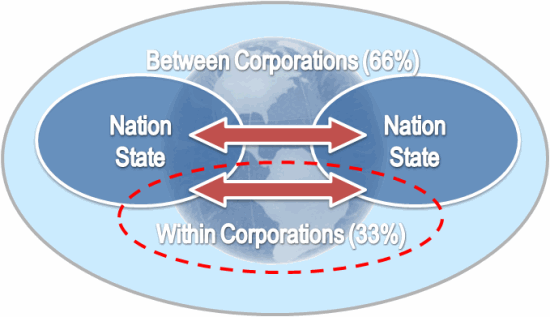 Between Corporations (66%)
Nation
State
Nation
State
Within Corporations (33%)